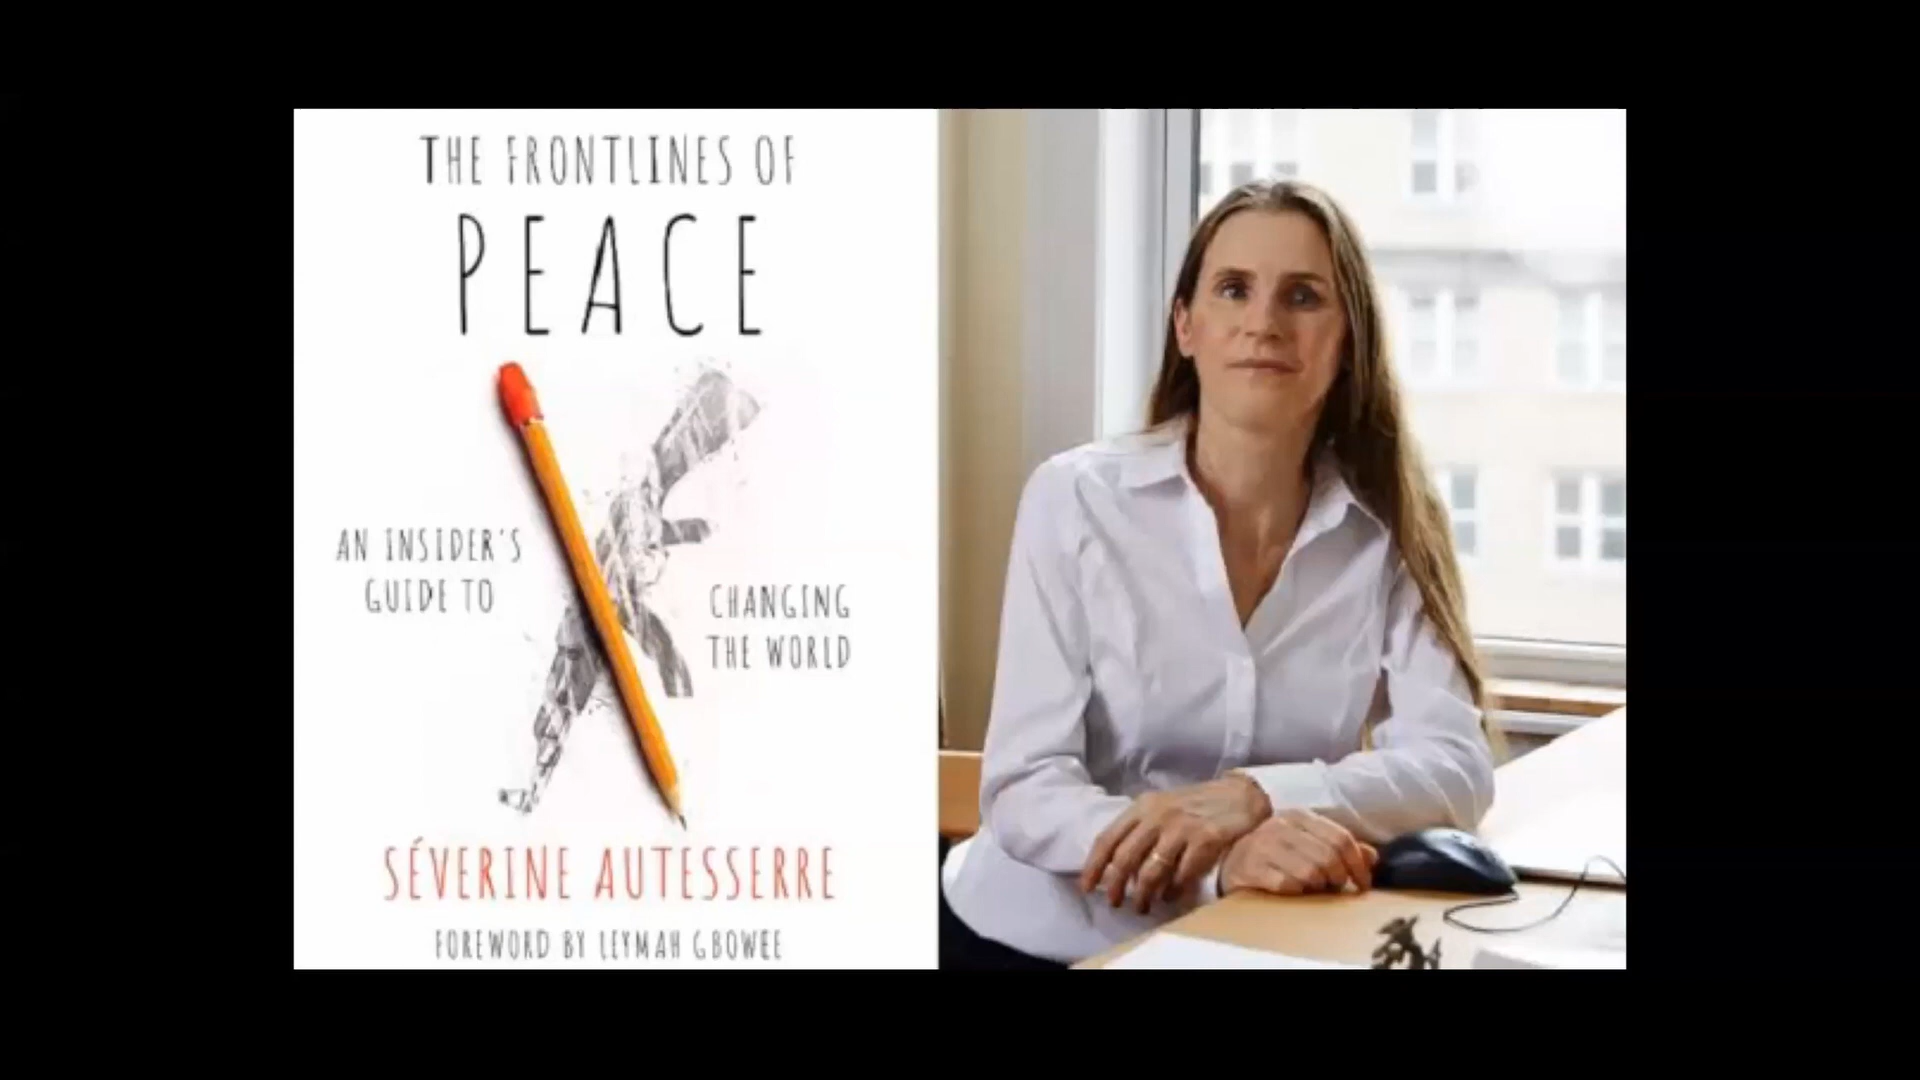 THE FRONTLINES OF
PEACE
AN INSIDER'S
GUIDE TO
CHANGING
THE WORLD
SÉVERINE AUTESSERRE
FOREWORD BY LEYMAH GBOWEE